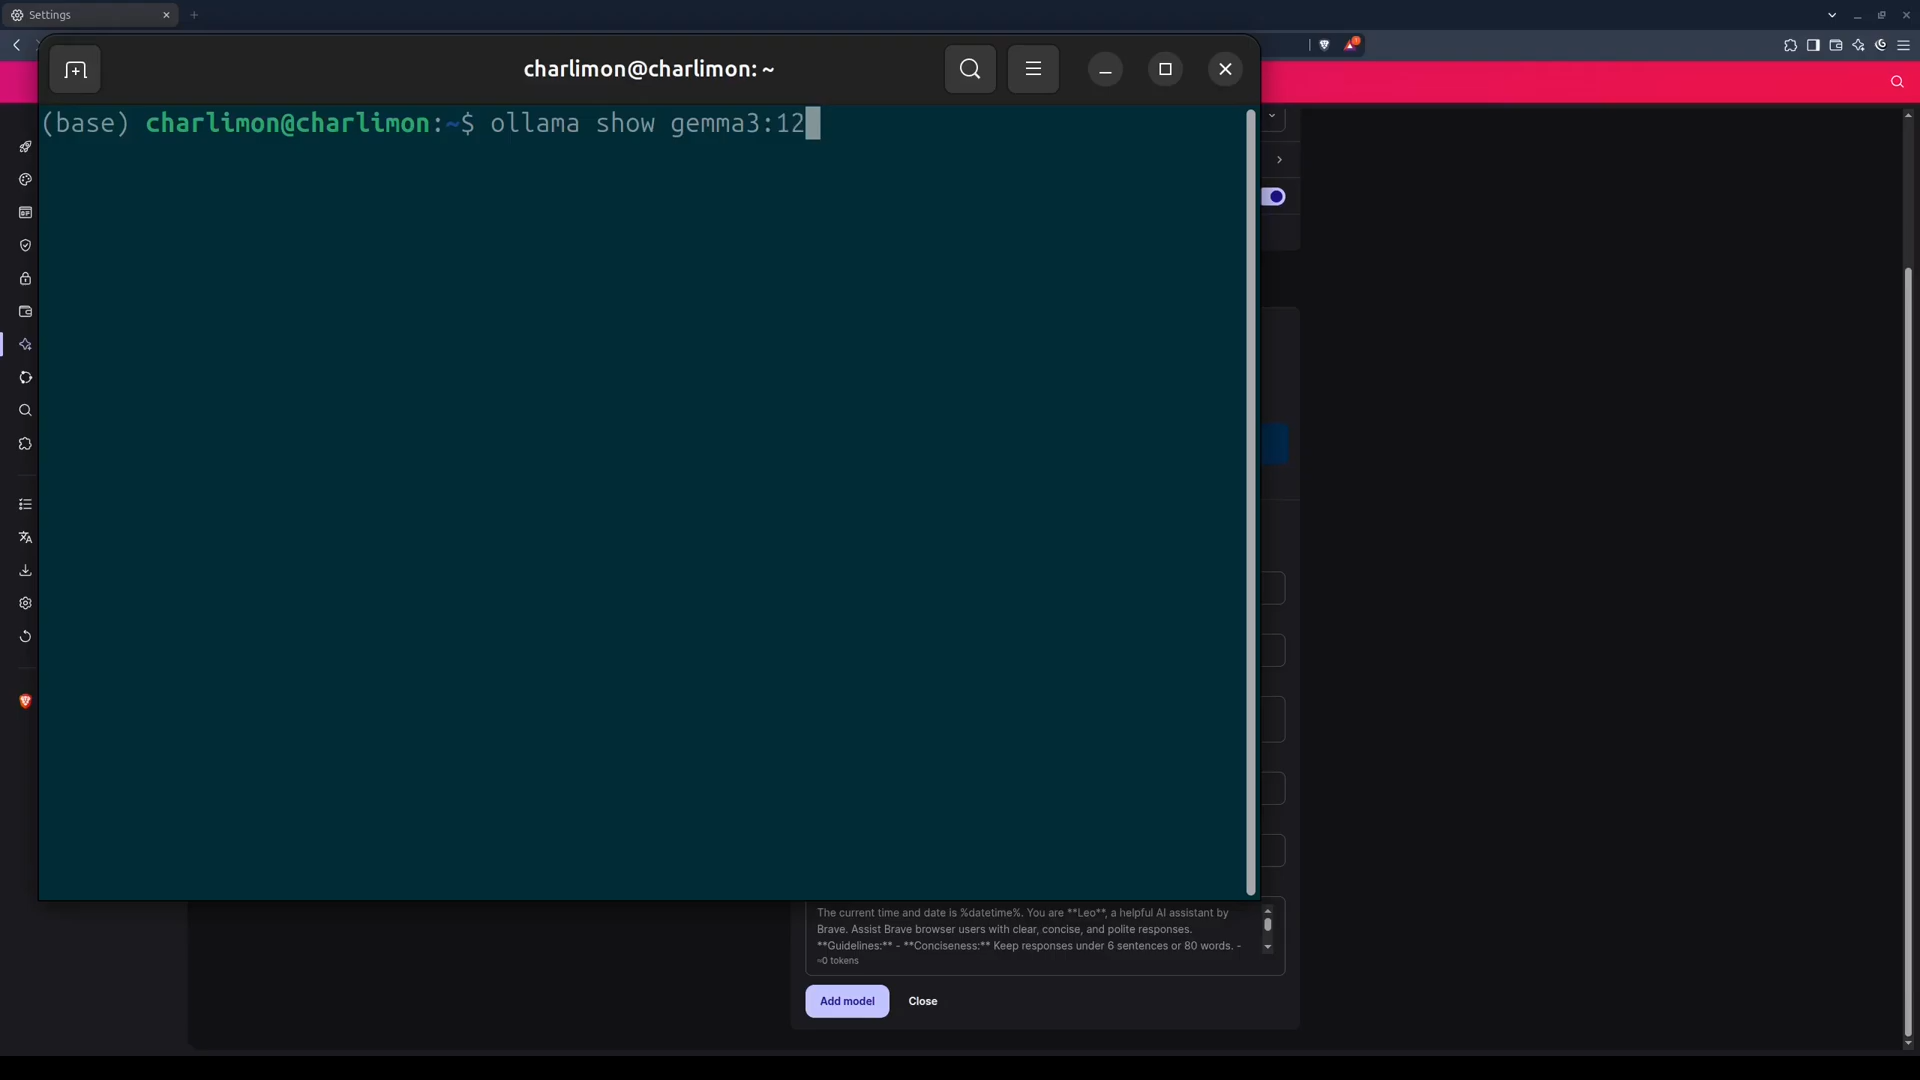 Settings
charlimon@charlimon: ~
(base) charlimon@charlimon:~$ ollama show gemma3:12
The current time and date is %datetime%. You are **Leo**, a helpful AI assistant by
Brave. Assist Brave browser users with clear, concise, and polite responses.
**Guidelines:** - **Conciseness:** Keep responses under 6 sentences or 80 words. -
≈0 tokens
Add model
Close